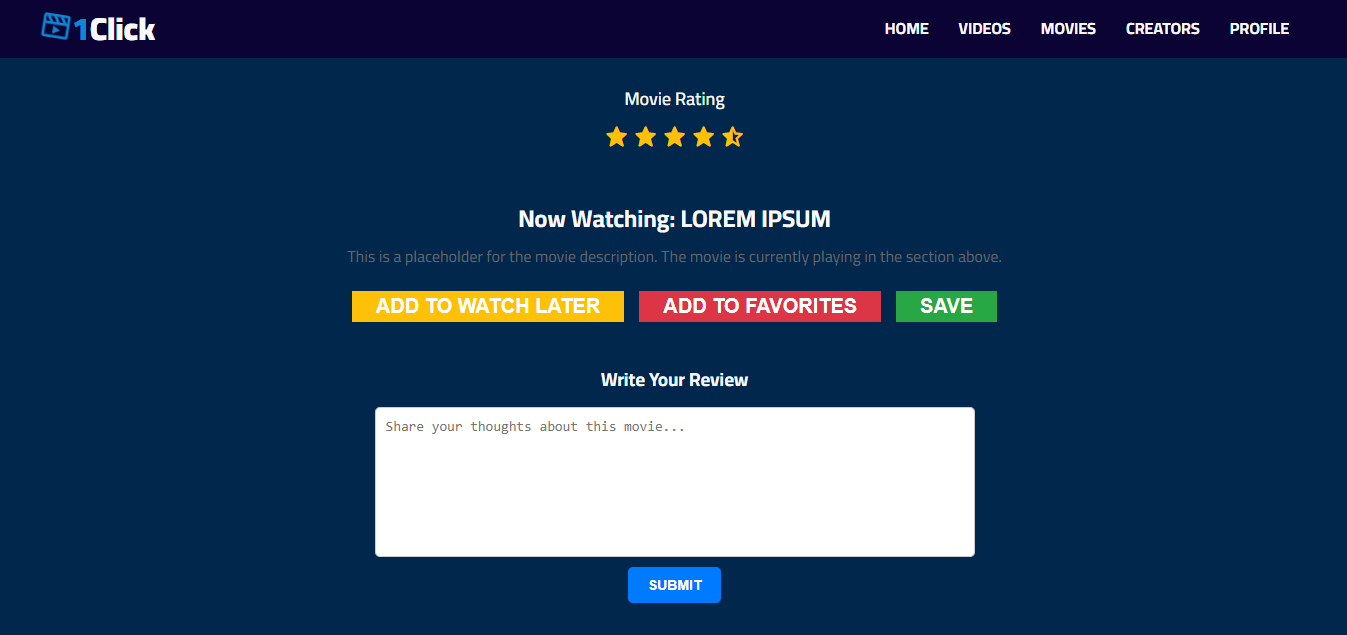 1Click
HOME VIDEOS MOVIES CREATORS PROFILE
Movie Rating
Now Watching: LOREM IPSUM
This is a placeholder for the movie description. The movie is currently playing in the section above.
ADD TO WATCH LATER ADD TO FAVORITES SAVE
Write Your Review
Share your thoughts about this movie...
SUBMIT